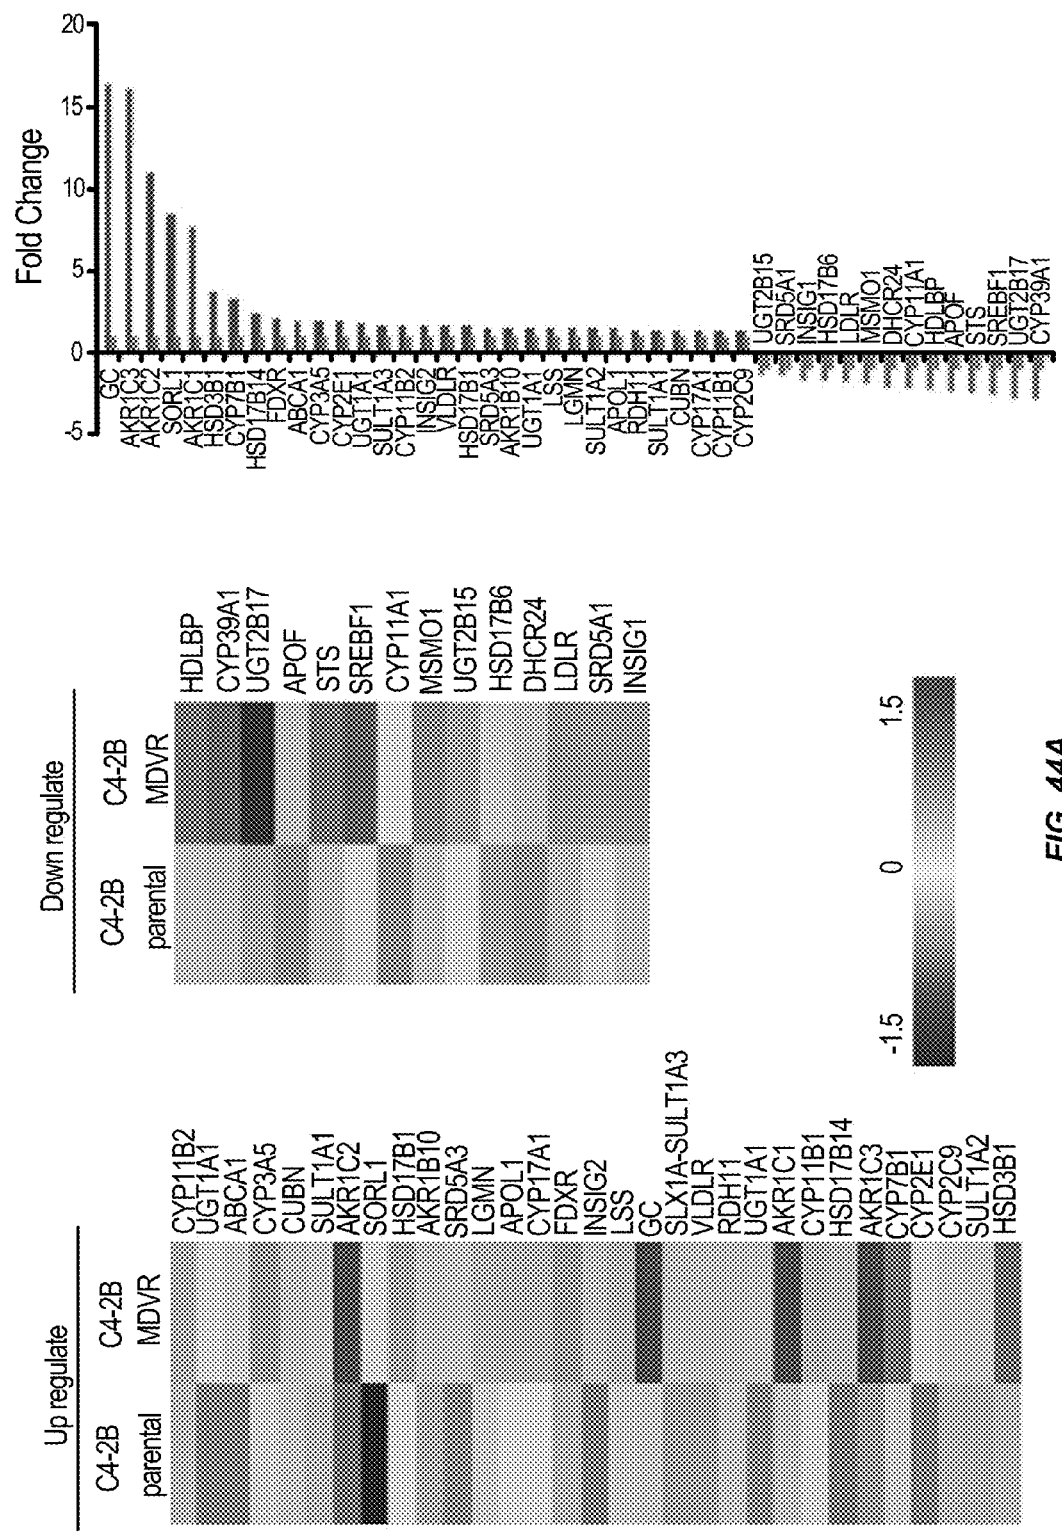 Up regulate
C4-2B
parental
C4-2B
MDVR
CYP11B2
UGT1A1
ABCA1
CYP3A5
CUBN
SULT1A1
AKR1C2
SORL1
HSD17B1
AKR1B10
SRD5A3
LGMN
APOL1
CYP17A1
FDXR
INSIG2
LSS
GC
SLX1A-SULT1A3
VLDLR
RDH11
UGT1A1
AKR1C1
CYP11B1
HSD17B14
AKR1C3
CYP7B1
CYP2E1
CYP2C9
SULT1A2
HSD3B1
Down regulate
C4-2B
parental
C4-2B
MDVR
HDLBP
CYP39A1
UGT2B17
APOF
STS
SREBF1
CYP11A1
MSMO1
UGT2B15
HSD17B6
DHCR24
LDLR
SRD5A1
INSIG1
-1.5
0
1.5
Fold Change
20
15
10
5
0
-5
GC
AKR1C3
AKR1C2
SORL1
AKR1C1
HSD3B1
CYP7B1
HSD17B14
FDXR
ABCA1
CYP3A5
CYP2E1
UGT1A1
SULT1A3
CYP11B2
INSIG2
VLDLR
HSD17B1
SRD5A3
AKR1B10
UGT1A1
LSS
LGMN
SULT1A2
APOL1
RDH11
SULT1A1
CUBN
CYP17A1
CYP11B1
CYP2C9
UGT2B15
SRD5A1
INSIG1
HSD17B6
LDLR
MSMO1
DHCR24
CYP11A1
HDLBP
APOF
STS
SREBF1
UGT2B17
CYP39A1
FIG. 44A